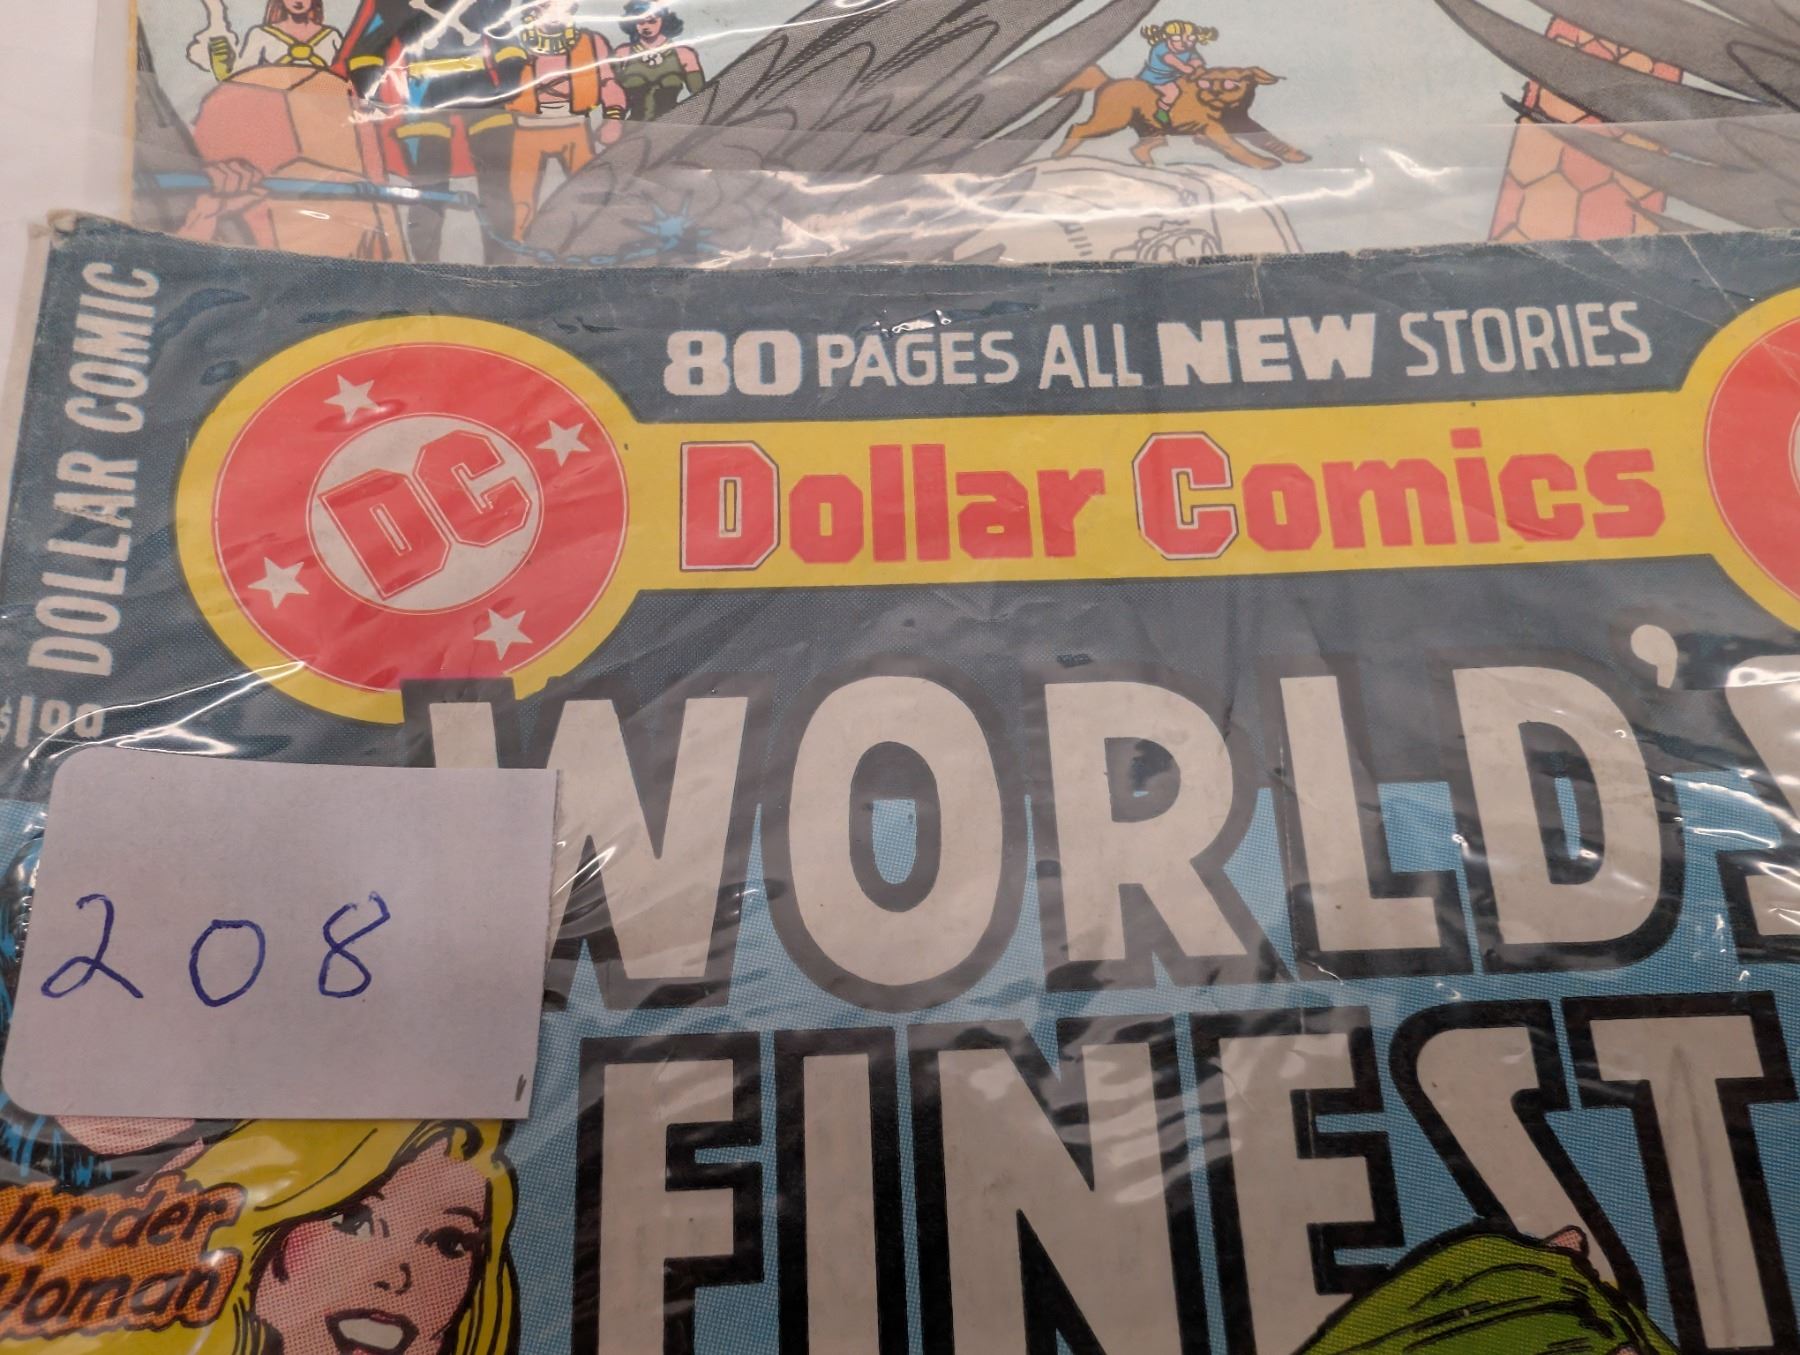 DOLLAR COMIC
$1.00
80 PAGES ALL NEW STORIES
DC
Dollar Comics
WORLD'
FINEST
208
Wonder
Woman